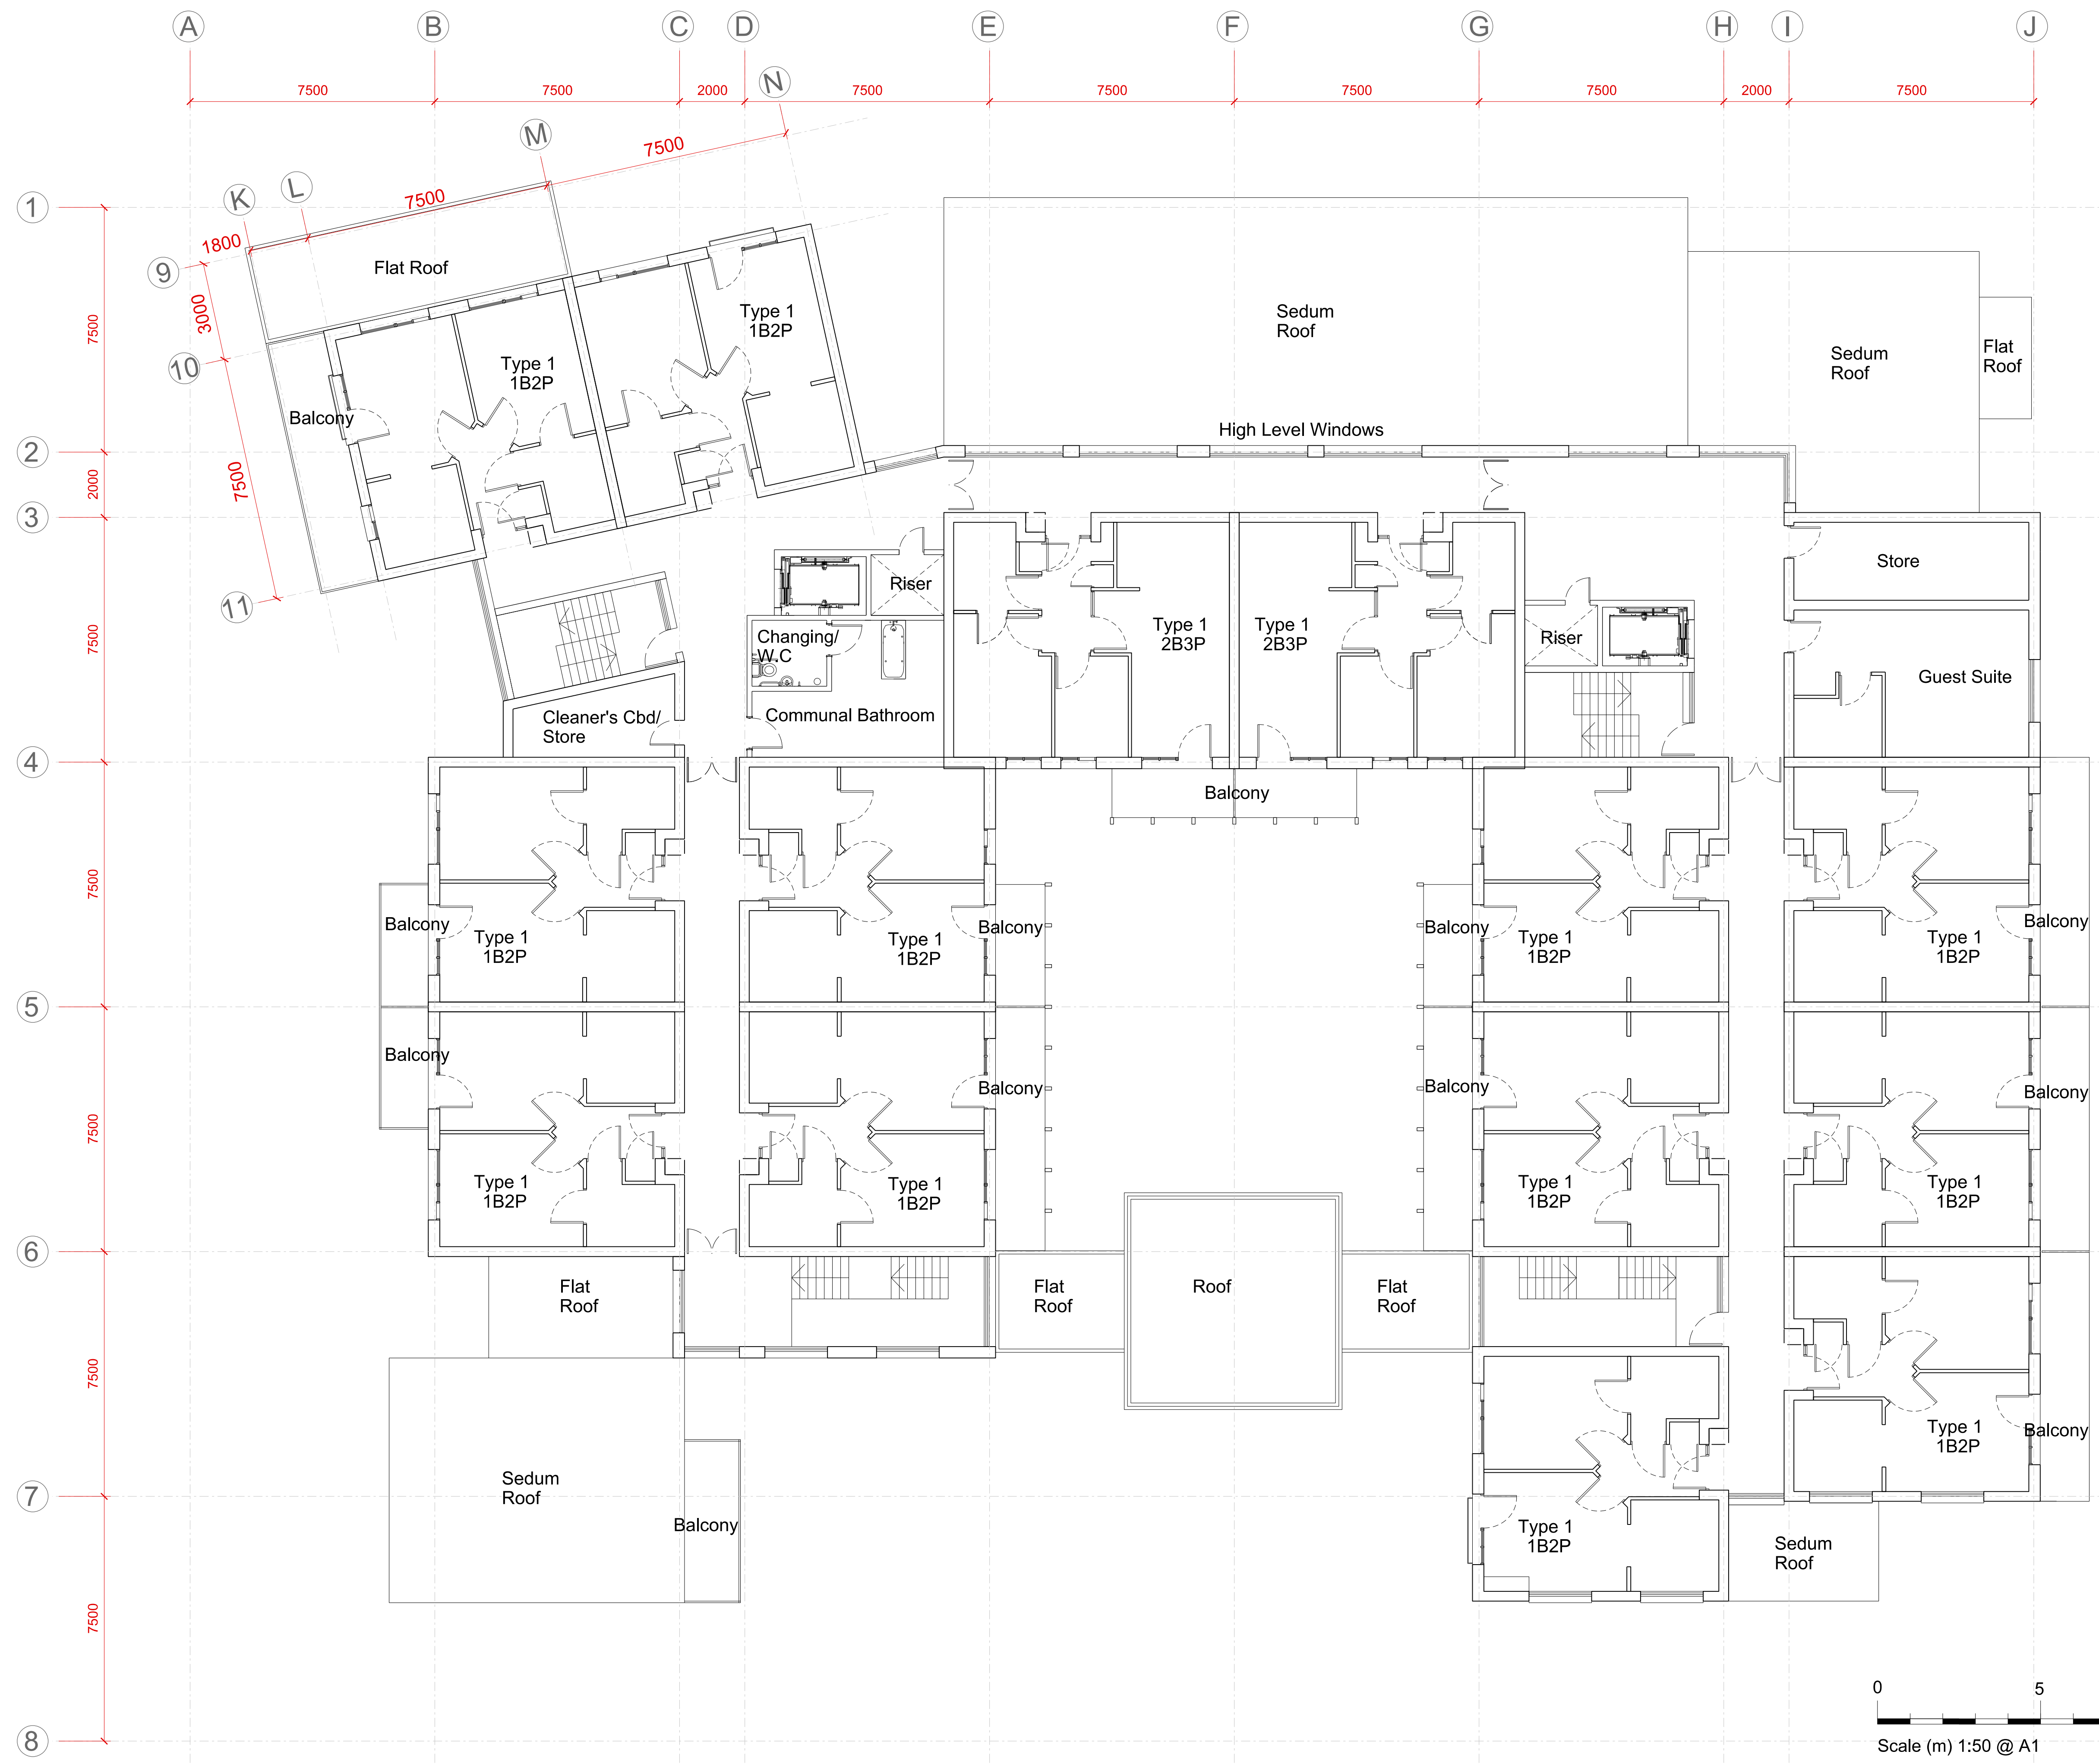 A B C D E F G H I J
7500 7500 2000 7500 7500 7500 7500 2000 7500
N
M
7500
L
K
7500
1800
1
9
Flat Roof
3000
7500
Type 1
1B2P
Sedum
Roof
Sedum
Roof
Flat
Roof
10
Type 1
1B2P
Balcony
High Level Windows
2
7500
2000
3
11
Riser
Store
7500
Changing/
W.C
Type 1
2B3P
Type 1
2B3P
Riser
Guest Suite
Cleaner's Cbd/
Store
Communal Bathroom
4
Balcony
7500
Balcony
Balcony
Balcony
Balcony
Type 1
1B2P
Type 1
1B2P
Type 1
1B2P
Type 1
1B2P
5
Balcony
Balcony
Balcony
Balcony
7500
Type 1
1B2P
Type 1
1B2P
Type 1
1B2P
Type 1
1B2P
6
Flat
Roof
Flat
Roof
Roof
Flat
Roof
7500
Type 1
1B2P
Balcony
Sedum
Roof
7
Balcony
Type 1
1B2P
Sedum
Roof
7500
0 5
8
Scale (m) 1:50 @ A1